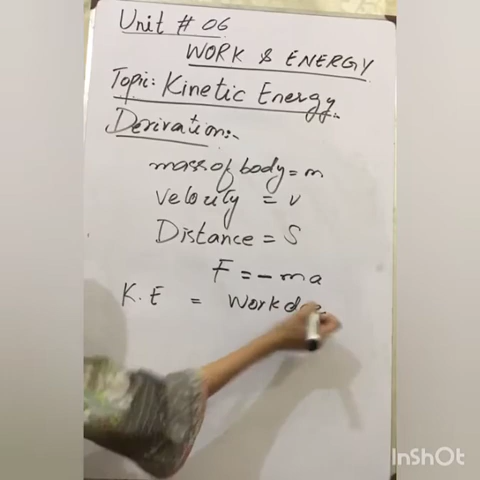 Unit # 06
WORK & ENERGY
Topic: Kinetic Energy
Derivation:-
mass of body = m
velocity = v
Distance = S
F = - ma
K.E = Work
InShOt